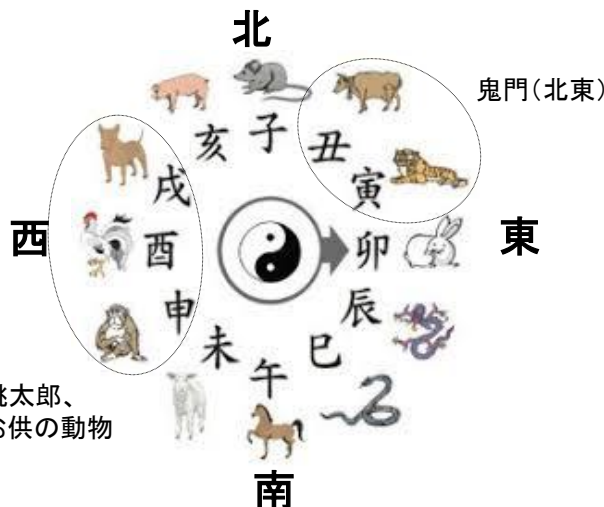 北
鬼門(北東)
子
亥
丑
戌
寅
西
酉
卯
東
申
辰
未
巳
午
桃太郎、
お供の動物
南